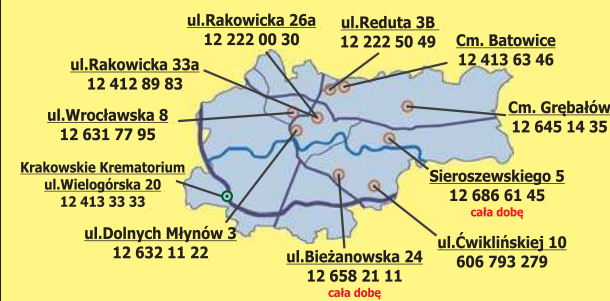 ul.Rakowicka 26a
12 222 00 30
ul.Reduta 3B
12 222 50 49
Cm. Batowice
12 413 63 46
ul.Rakowicka 33a
12 412 89 83
ul.Wrocławska 8
12 631 77 95
Cm. Grębałów
12 645 14 35
Krakowskie Krematorium
ul.Wielogórska 20
12 413 33 33
Sieroszewskiego 5
12 686 61 45
cała dobę
ul.Dolnych Młynów 3
12 632 11 22
ul.Bieżanowska 24
12 658 21 11
cała dobę
ul.Ćwiklińskiej 10
606 793 279